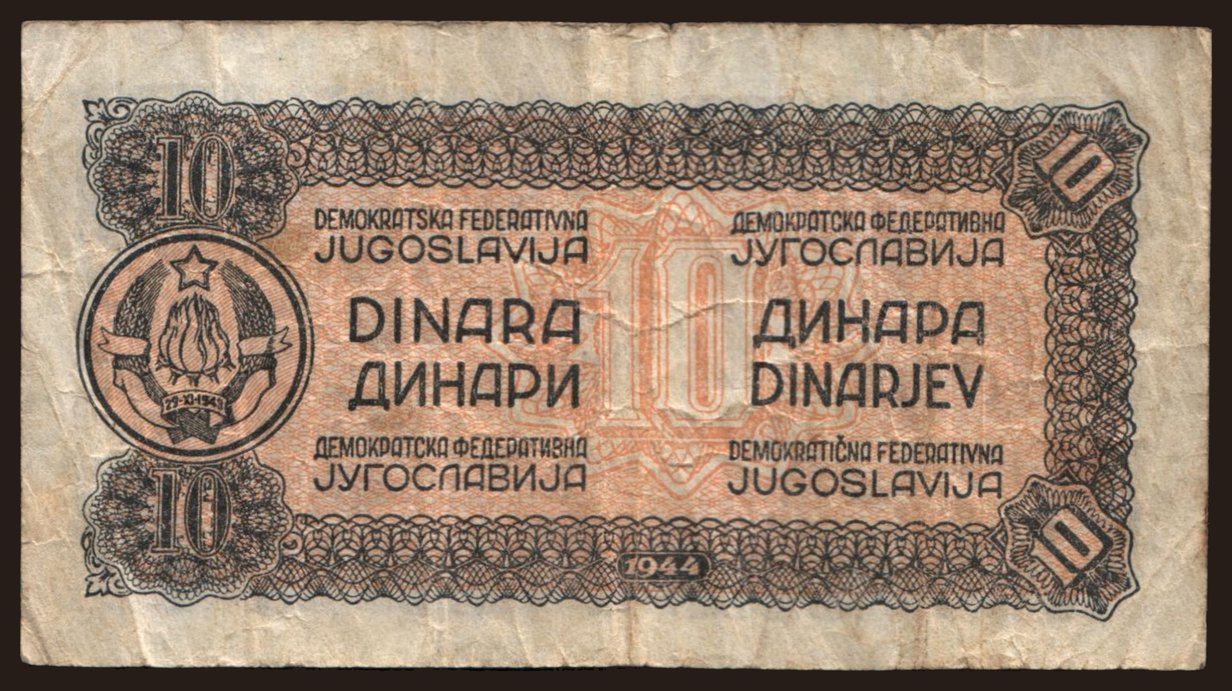 10
10
DEMOKRATSKA FEDERATIVNA
JUGOSLAVIJA
ДЕМОКРАТСКА ФЕДЕРАТИВНА
ЈУГОСЛАВИЈА
10
DINARA
ДИНАРИ
ДИНАРА
DINARJEV
29·XI·1943
ДЕМОКРАТСКА ФЕДЕРАТИВНА
ЈУГОСЛАВИЈА
DEMOKRATIČNA FEDERATIVNA
JUGOSLAVIJA
10
10
1944